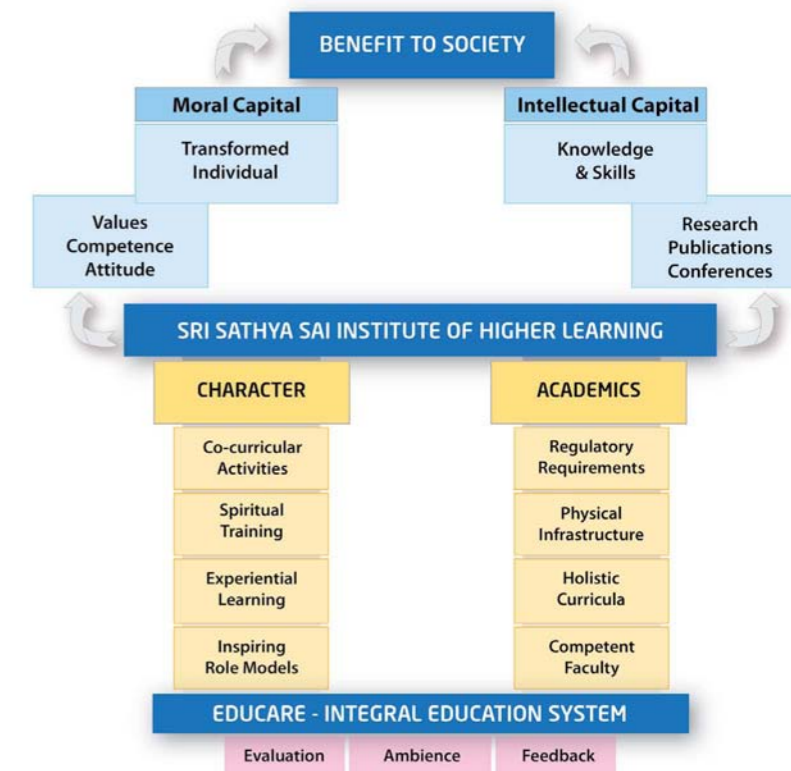 BENEFIT TO SOCIETY
Moral Capital
Transformed
Individual
Values
Competence
Attitude
Intellectual Capital
Knowledge
& Skills
Research
Publications
Conferences
SRI SATHYA SAI INSTITUTE OF HIGHER LEARNING
CHARACTER
Co-curricular
Activities
Spiritual
Training
Experiential
Learning
Inspiring
Role Models
ACADEMICS
Regulatory
Requirements
Physical
Infrastructure
Holistic
Curricula
Competent
Faculty
EDUCARE - INTEGRAL EDUCATION SYSTEM
Evaluation
Ambience
Feedback